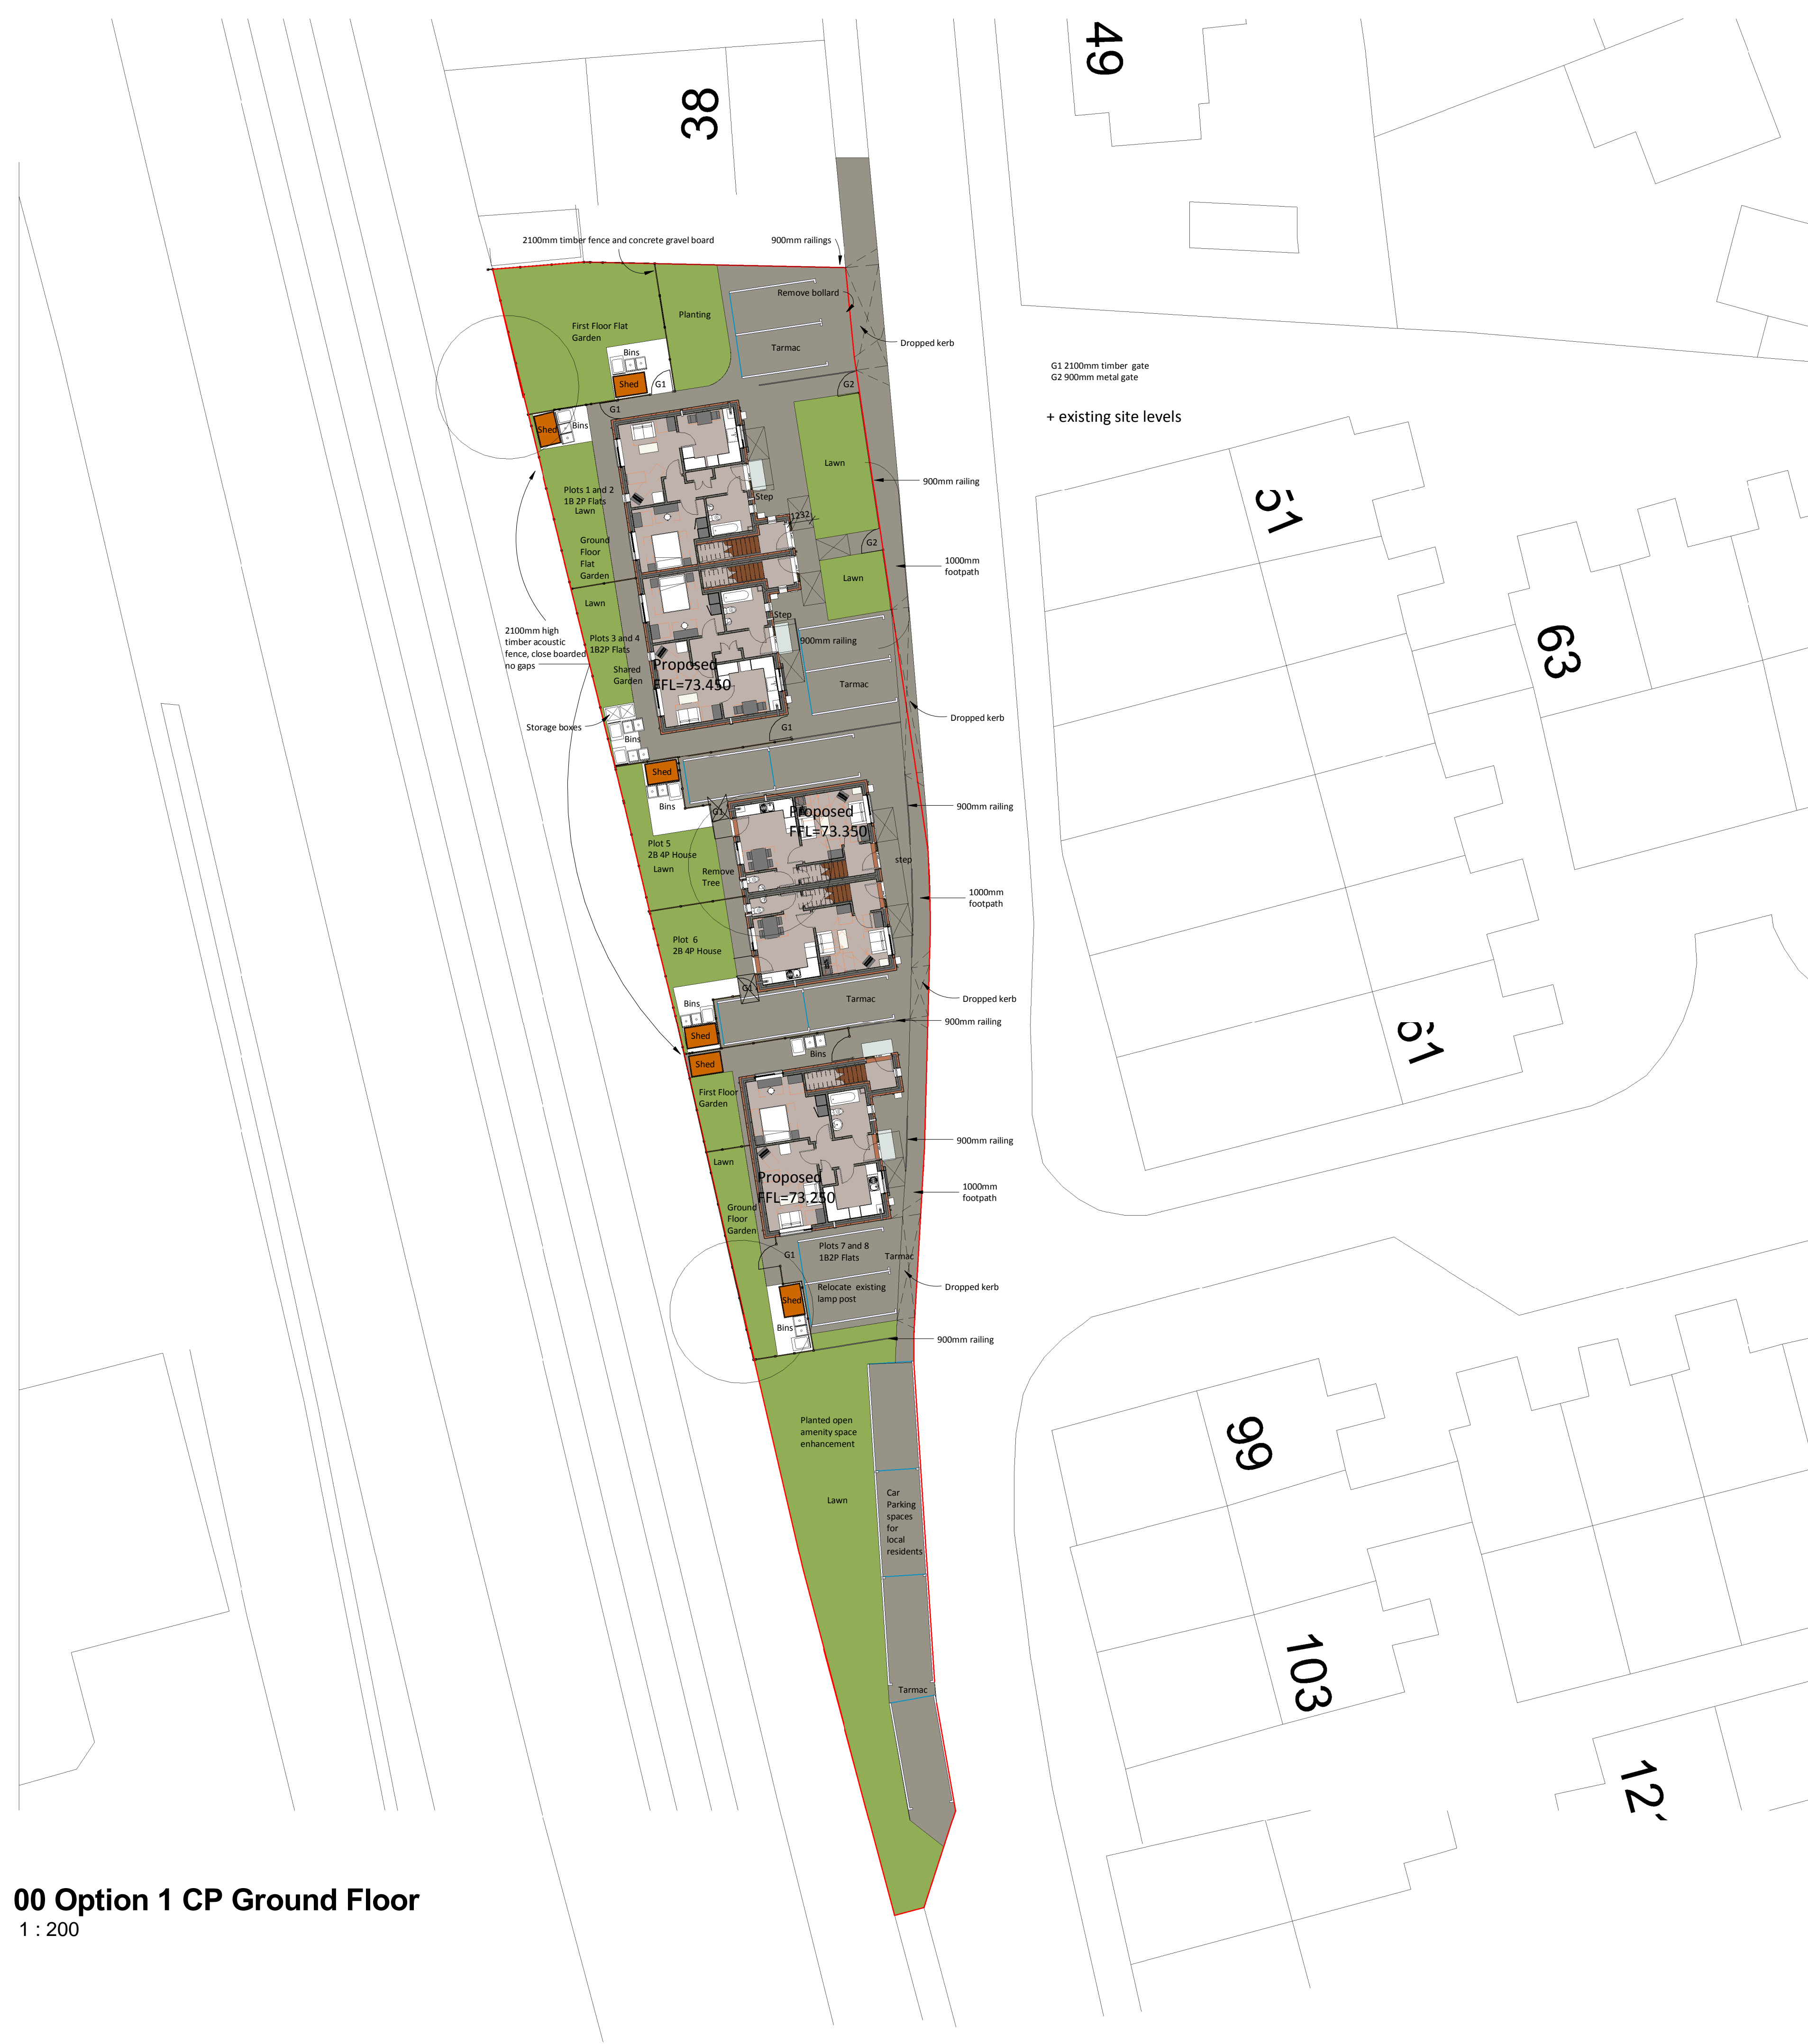 49
38
2100mm timber fence and concrete gravel board
900mm railings
Remove bollard
First Floor Flat
Garden
Planting
Tarmac
Dropped kerb
Bins
Shed
G1
G2
G1 2100mm timber gate
G2 900mm metal gate
+ existing site levels
G1
Shed
Bins
Lawn
900mm railing
Plots 1 and 2
1B 2P Flats
Lawn
Step
1232
51
Ground
Floor
Flat
Garden
G2
1000mm
footpath
Lawn
Lawn
Step
63
2100mm high
timber acoustic
fence, close boarded
no gaps
Plots 3 and 4
1B2P Flats
900mm railing
Shared
Garden
Proposed
FFL=73.450
Tarmac
Dropped kerb
Storage boxes
Bins
G1
Shed
Bins
G1
900mm railing
Proposed
FFL=73.350
Plot 5
2B 4P House
Lawn
Remove
Tree
step
1000mm
footpath
Plot 6
2B 4P House
G1
Bins
Tarmac
Dropped kerb
Shed
900mm railing
61
Shed
Bins
First Floor
Garden
900mm railing
Lawn
Proposed
FFL=73.250
1000mm
footpath
Ground
Floor
Garden
G1
Plots 7 and 8
1B2P Flats
Tarmac
Relocate existing
lamp post
Dropped kerb
Shed
Bins
900mm railing
Planted open
amenity space
enhancement
99
Lawn
Car
Parking
spaces
for
local
residents
103
Tarmac
00 Option 1 CP Ground Floor
1 : 200